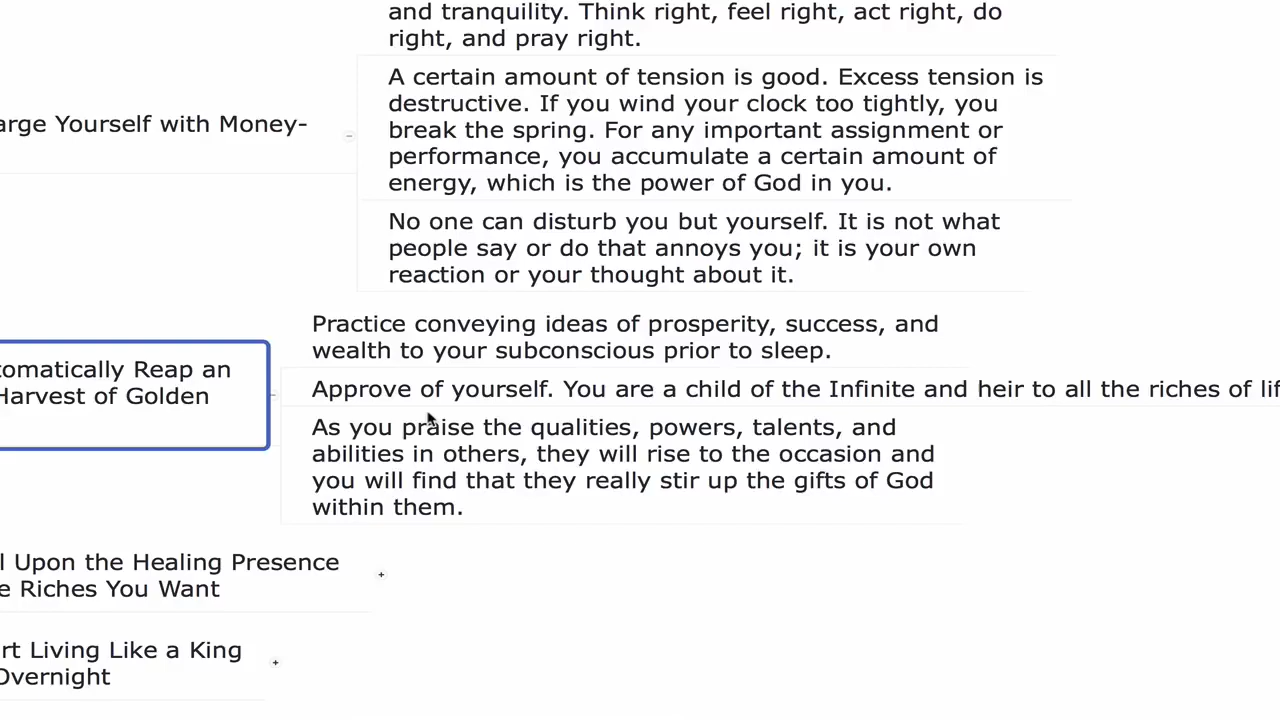 and tranquility. Think right, feel right, act right, do
right, and pray right.
A certain amount of tension is good. Excess tension is
destructive. If you wind your clock too tightly, you
break the spring. For any important assignment or
performance, you accumulate a certain amount of
energy, which is the power of God in you.
arge Yourself with Money-
No one can disturb you but yourself. It is not what
people say or do that annoys you; it is your own
reaction or your thought about it.
Practice conveying ideas of prosperity, success, and
wealth to your subconscious prior to sleep.
tomatically Reap an
Harvest of Golden
Approve of yourself. You are a child of the Infinite and heir to all the riches of lif
As you praise the qualities, powers, talents, and
abilities in others, they will rise to the occasion and
you will find that they really stir up the gifts of God
within them.
l Upon the Healing Presence
e Riches You Want
rt Living Like a King
Overnight